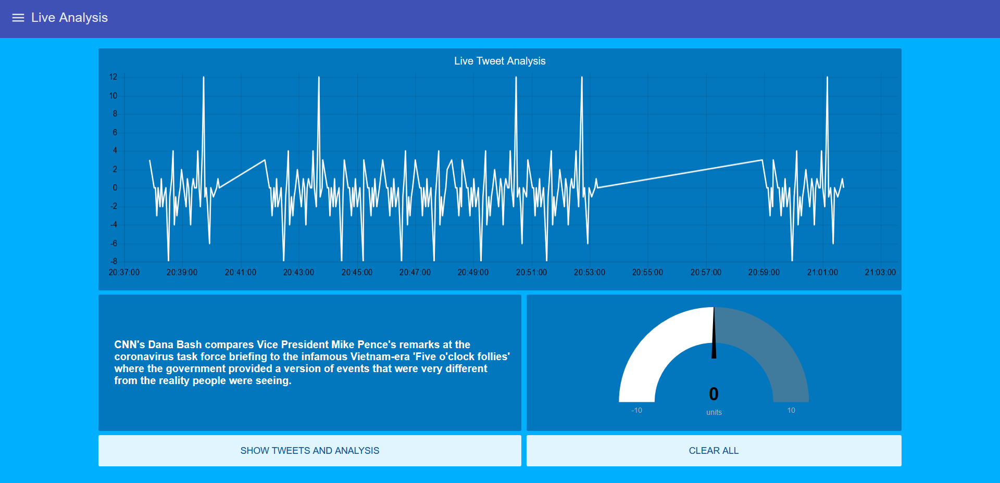 Live Analysis
Live Tweet Analysis
12
10
8
6
4
2
0
-2
-4
-6
-8
20:37:00 20:39:00 20:41:00 20:43:00 20:45:00 20:47:00 20:49:00 20:51:00 20:53:00 20:55:00 20:57:00 20:59:00 21:01:00 21:03:00
CNN's Dana Bash compares Vice President Mike Pence's remarks at the
coronavirus task force briefing to the infamous Vietnam-era 'Five o'clock follies'
where the government provided a version of events that were very different
from the reality people were seeing.
0
-10 units 10
SHOW TWEETS AND ANALYSIS
CLEAR ALL